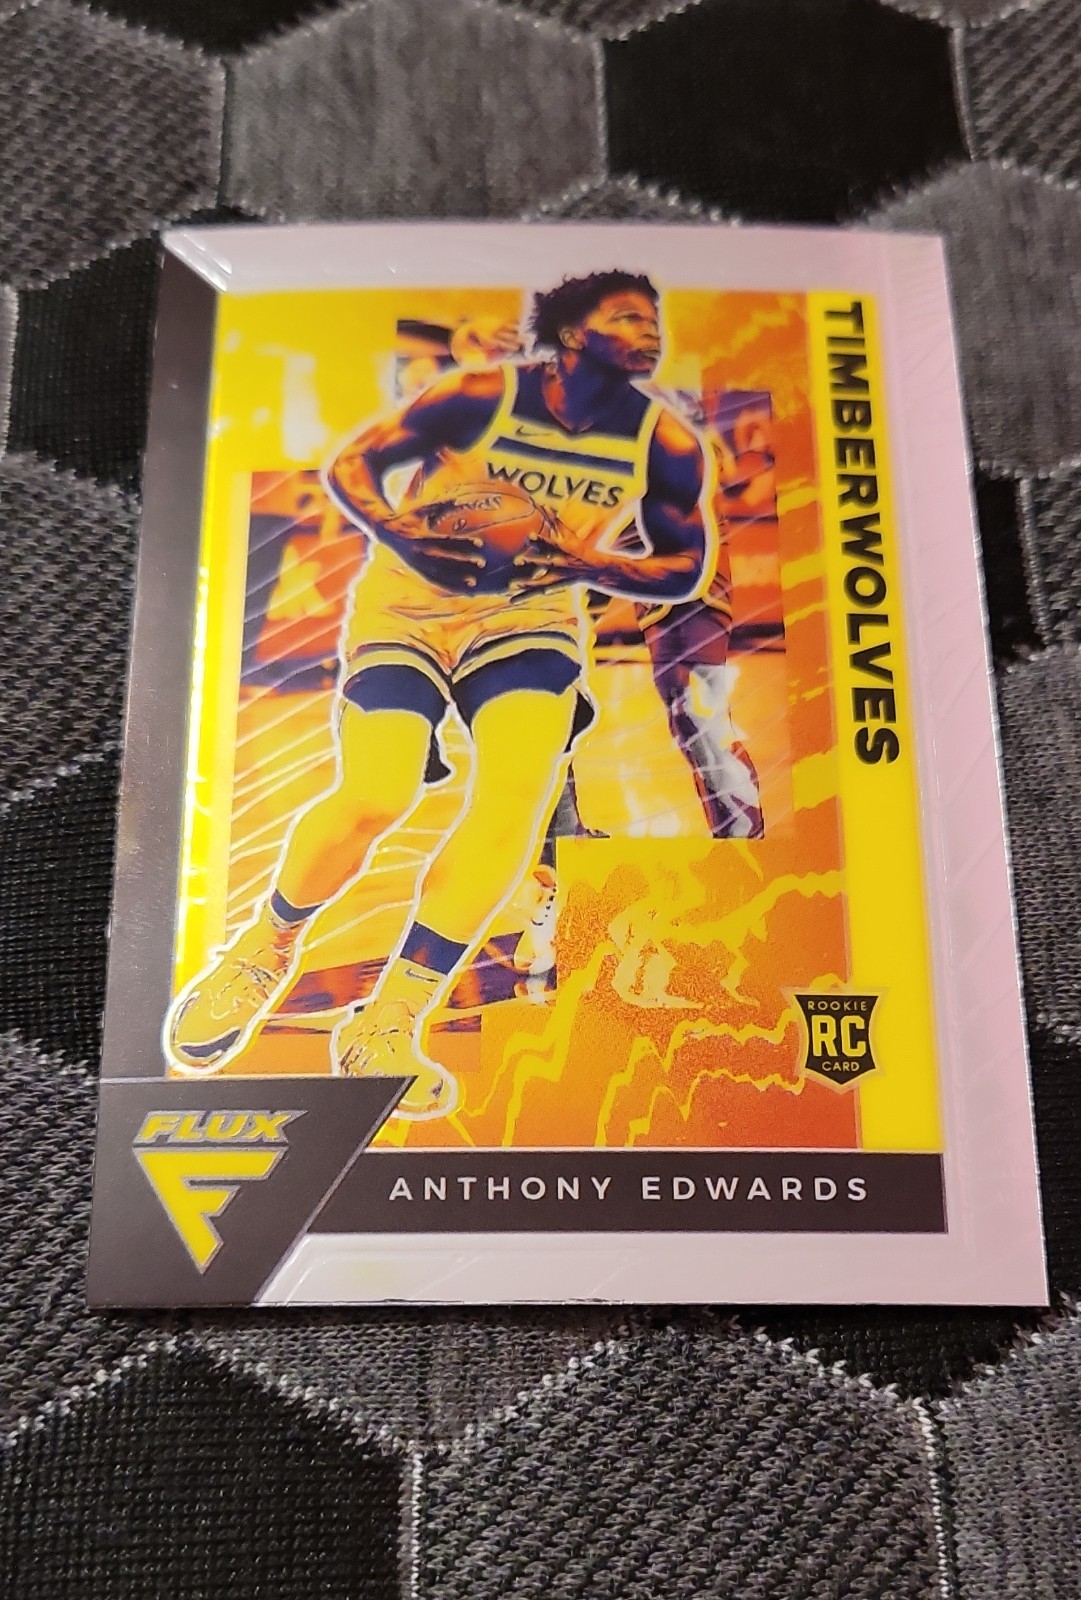 TIMBERWOLVES
WOLVES
ROOKIE
RC
CARD
FLUX
F
ANTHONY EDWARDS